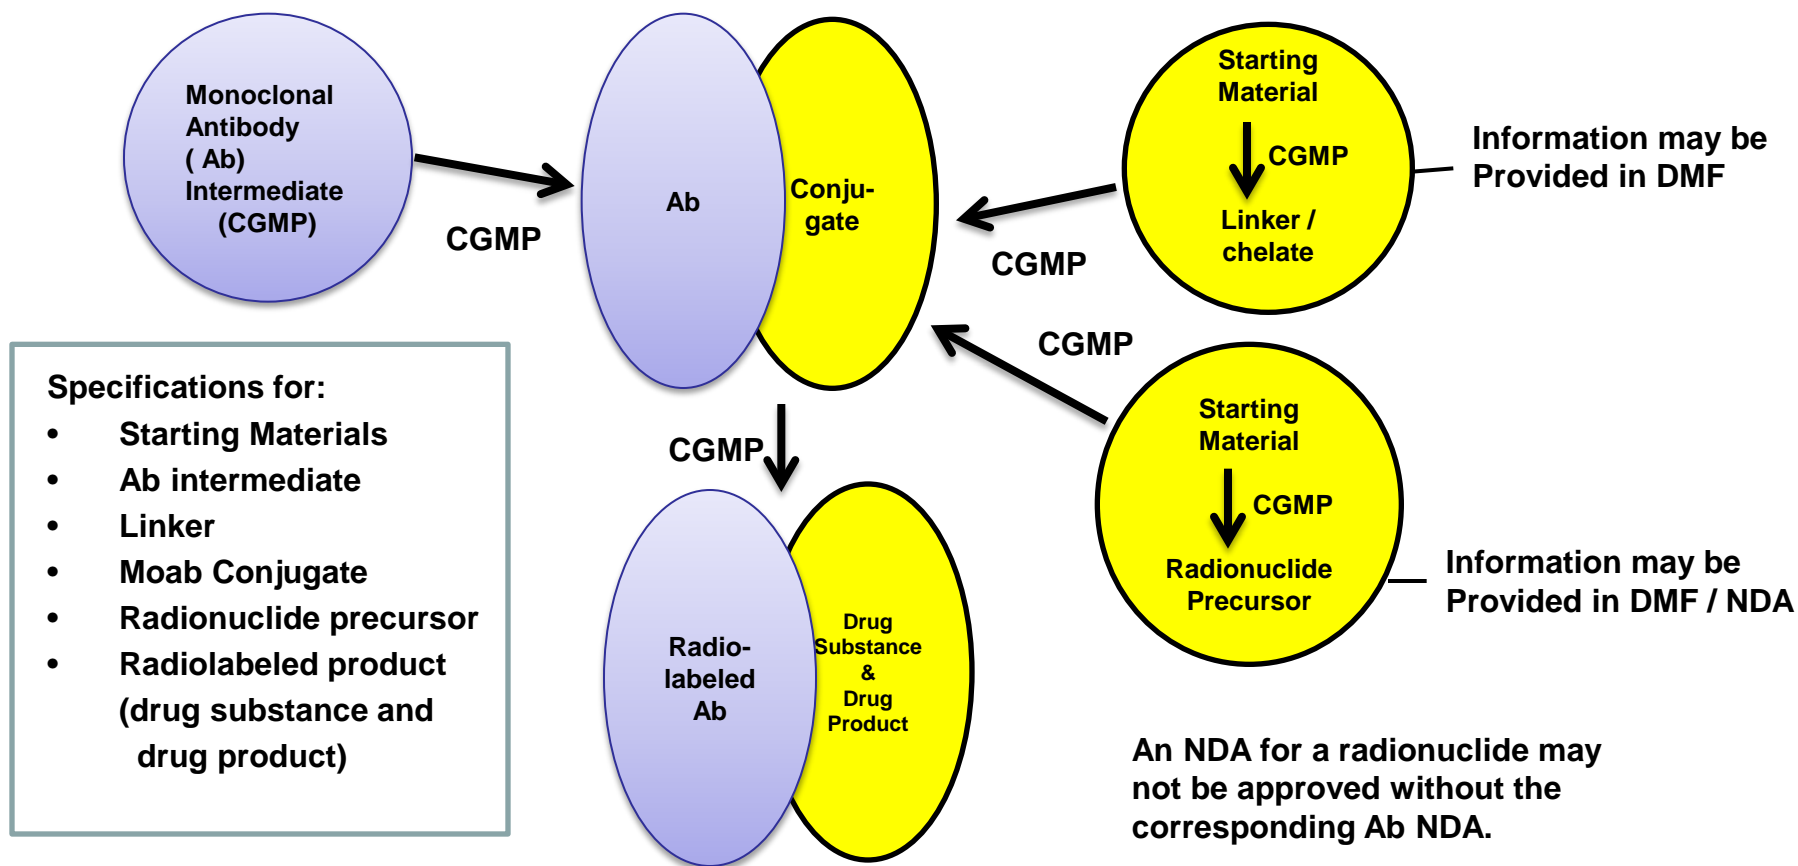 Monoclonal
Antibody
( Ab)
Intermediate
(CGMP)
CGMP
Ab
Conju-
gate
Starting
Material
CGMP
Linker /
chelate
Information may be
Provided in DMF
CGMP
CGMP
Starting
Material
CGMP
Radionuclide
Precursor
Information may be
Provided in DMF / NDA
CGMP
Radio-
labeled
Ab
Drug
Substance
&
Drug
Product
Specifications for:
• Starting Materials
• Ab intermediate
• Linker
• Moab Conjugate
• Radionuclide precursor
• Radiolabeled product
(drug substance and
drug product)
An NDA for a radionuclide may
not be approved without the
corresponding Ab NDA.